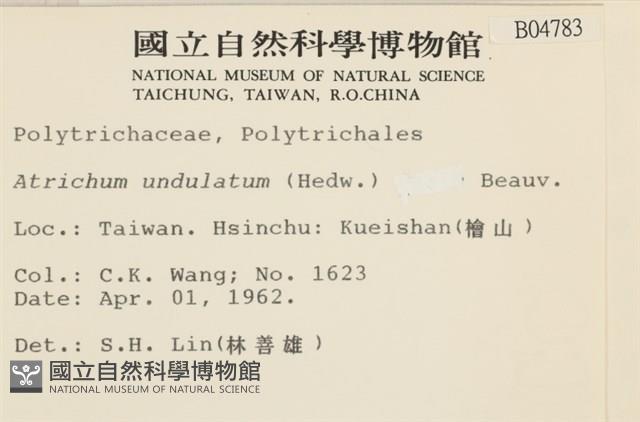 B04783
國立自然科學博物館
NATIONAL MUSEUM OF NATURAL SCIENCE
TAICHUNG, TAIWAN, R.O.CHINA
Polytrichaceae, Polytrichales
Atrichum undulatum (Hedw.) Beauv.
Loc.: Taiwan. Hsinchu: Kueishan(檜山)
Col.: C.K. Wang; No. 1623
Date: Apr. 01, 1962.
Det.: S.H. Lin(林善雄)
國立自然科學博物館
NATIONAL MUSEUM OF NATURAL SCIENCE